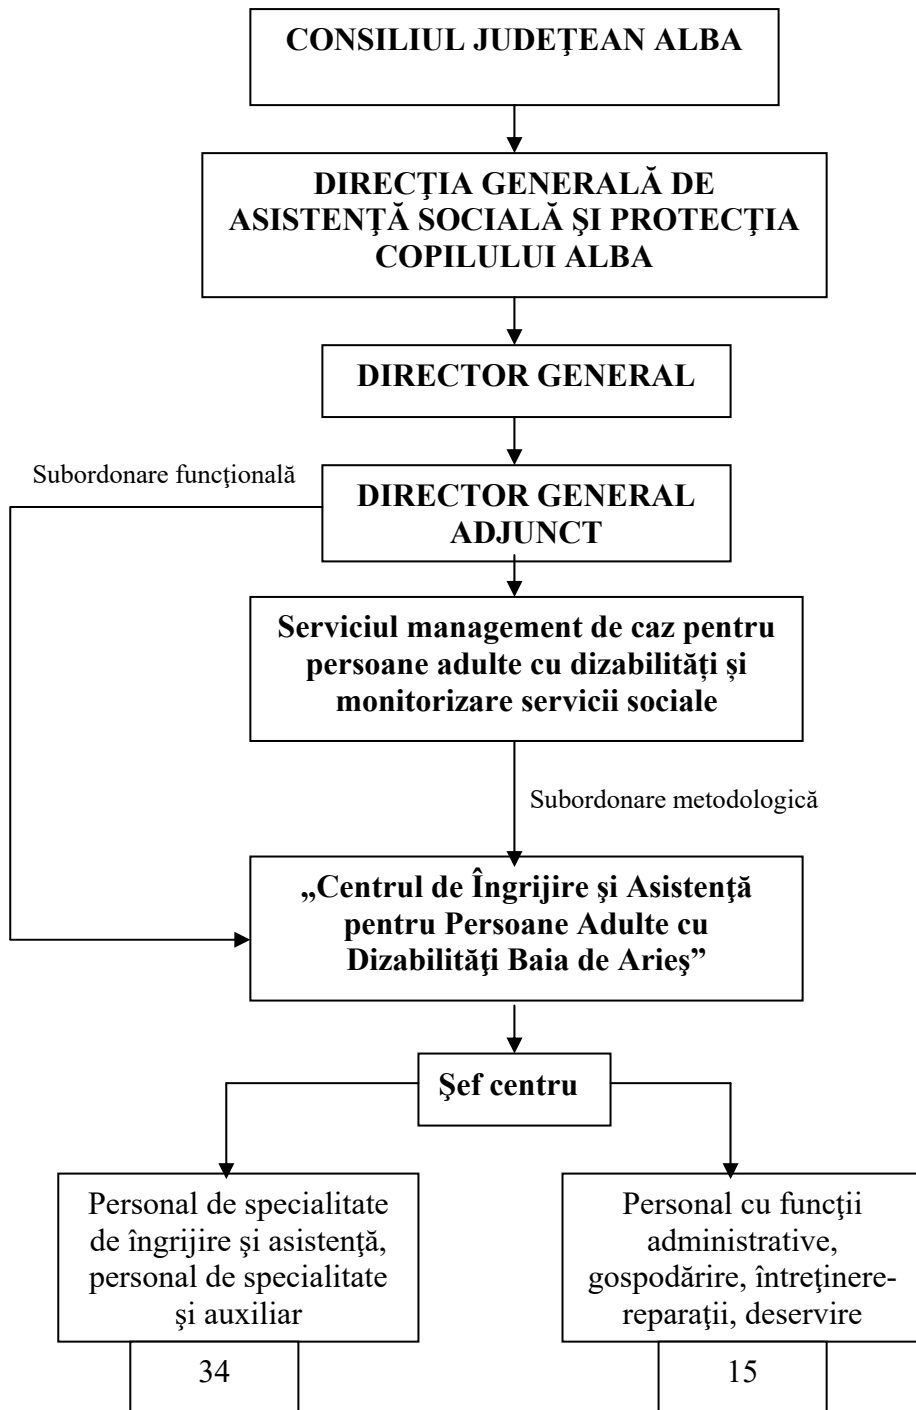 CONSILIUL JUDEŢEAN ALBA
DIRECŢIA GENERALĂ DE
ASISTENŢĂ SOCIALĂ ŞI PROTECŢIA
COPILULUI ALBA
DIRECTOR GENERAL
Subordonare funcţională
DIRECTOR GENERAL
ADJUNCT
Serviciul management de caz pentru
persoane adulte cu dizabilități și
monitorizare servicii sociale
Subordonare metodologică
„Centrul de Îngrijire şi Asistenţă
pentru Persoane Adulte cu
Dizabilităţi Baia de Arieş”
Şef centru
Personal de specialitate
de îngrijire şi asistenţă,
personal de specialitate
şi auxiliar
34
Personal cu funcţii
administrative,
gospodărire, întreţinere-
reparaţii, deservire
15